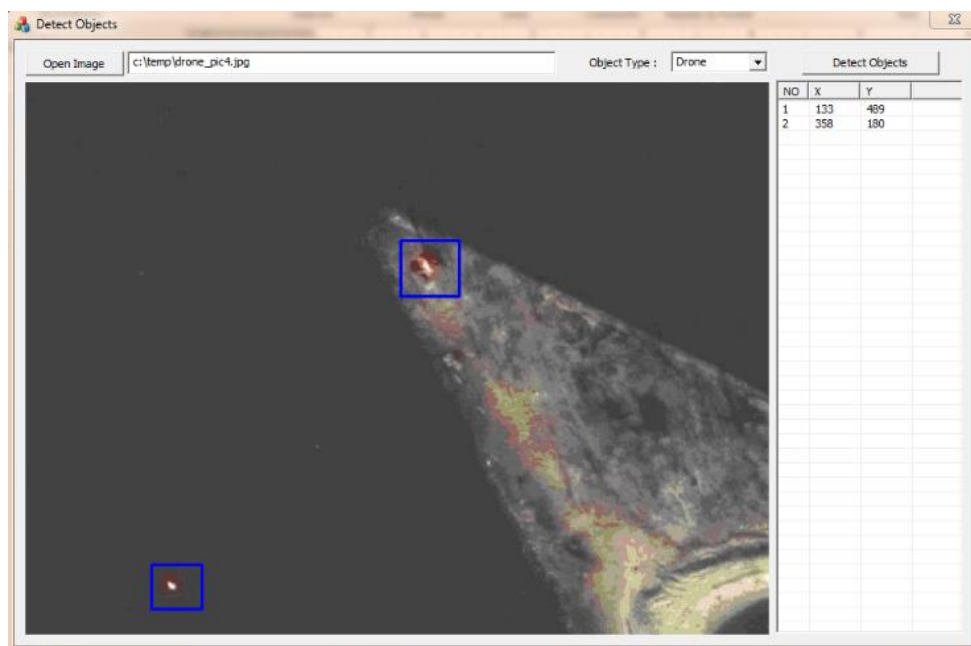 Detect Objects
Open Image c:\temp\drone_pic4.jpg Object Type : Drone Detect Objects
NO X Y
1 133 489
2 358 180